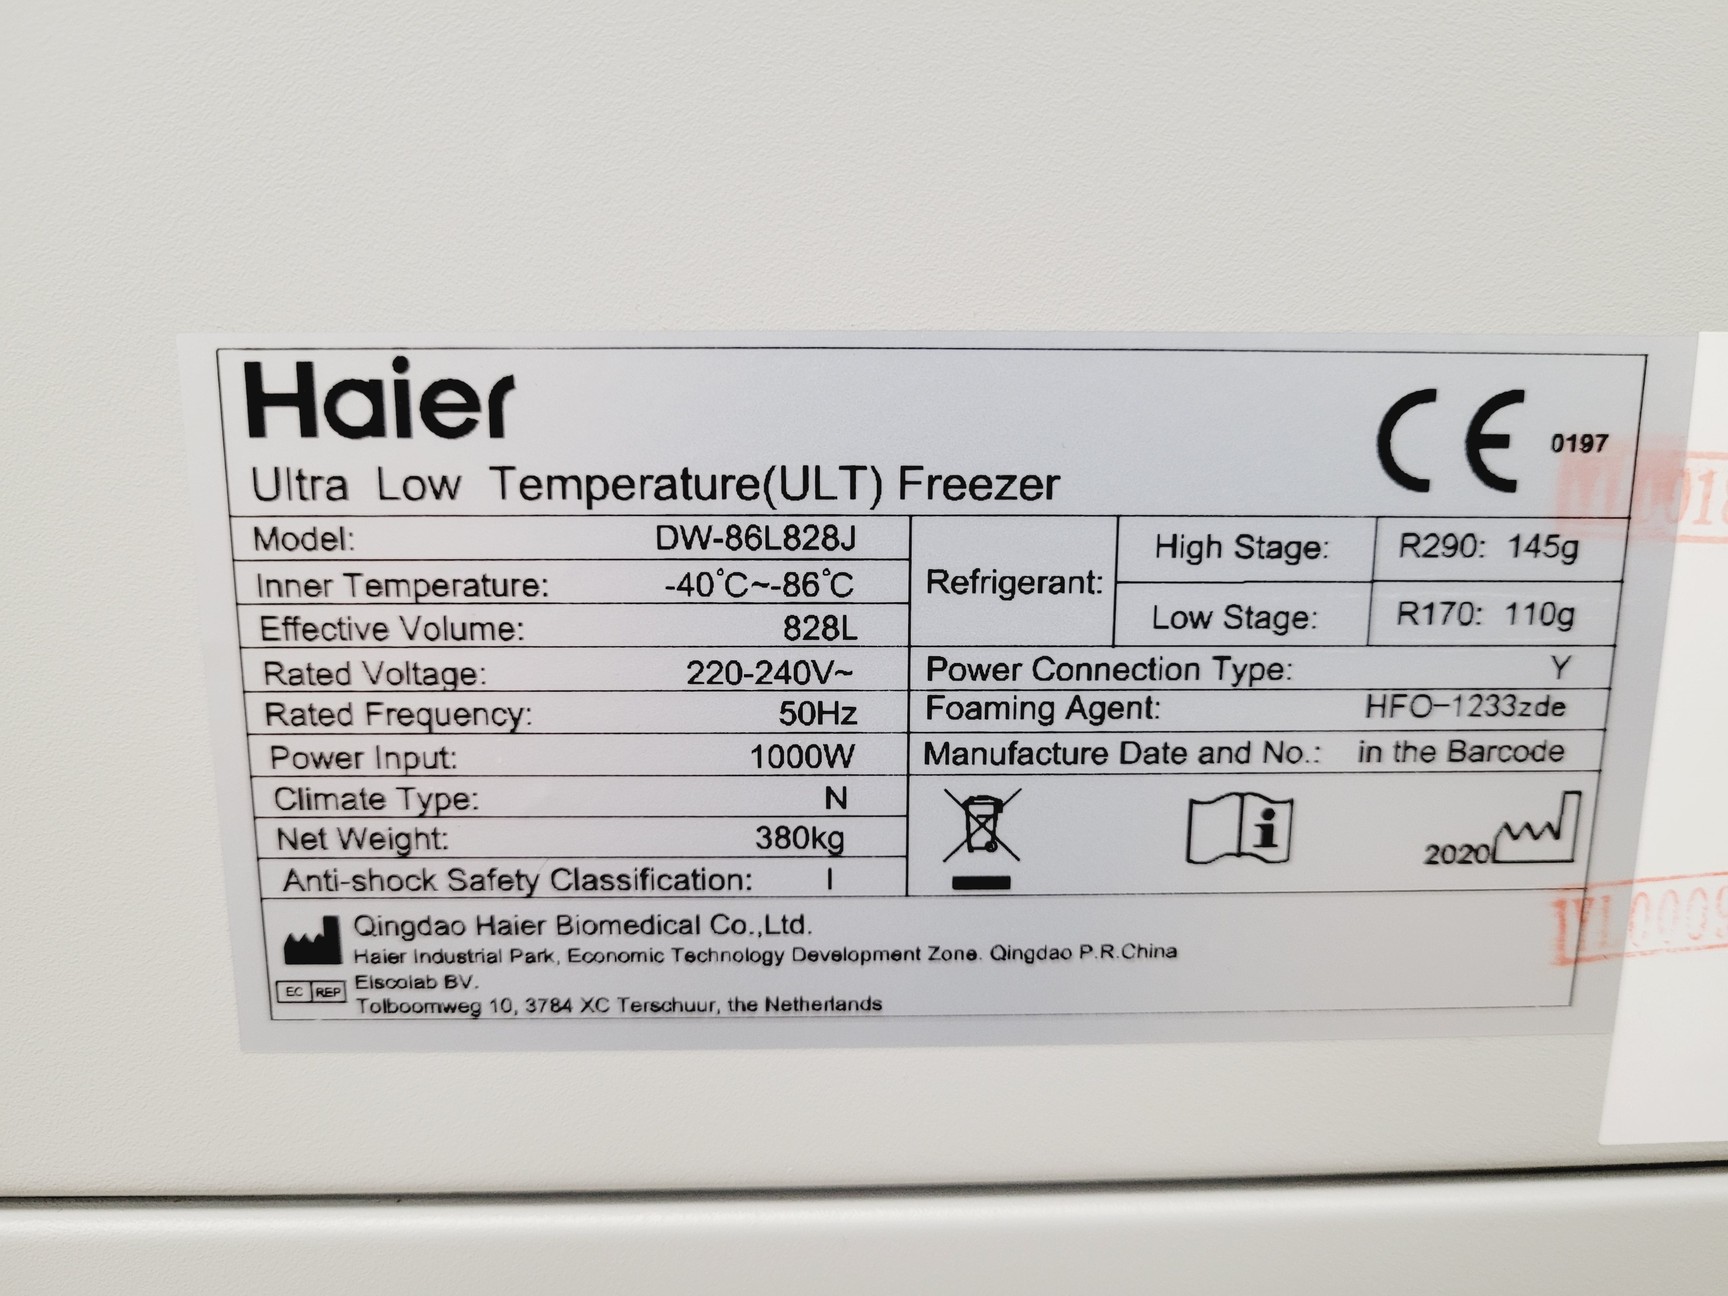 Haier
CE 0197
Ultra Low Temperature(ULT) Freezer
Model: DW-86L828J
Inner Temperature: -40°C~-86°C
Effective Volume: 828L
Rated Voltage: 220-240V~
Rated Frequency: 50Hz
Power Input: 1000W
Climate Type: N
Net Weight: 380kg
Anti-shock Safety Classification: I
Refrigerant:
High Stage: R290: 145g
Low Stage: R170: 110g
Power Connection Type: Y
Foaming Agent: HFO-1233zde
Manufacture Date and No.: in the Barcode
2020
Qingdao Haier Biomedical Co.,Ltd.
Haier Industrial Park, Economic Technology Development Zone. Qingdao P.R.China
EC REP
Elscolab BV.
Tolboomweg 10, 3784 XC Terschuur, the Netherlands